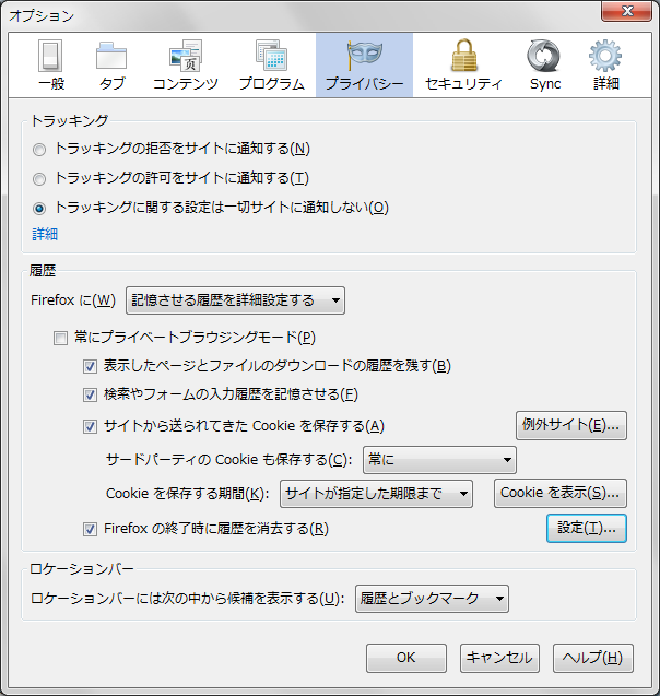 オプション
一般 タブ コンテンツ プログラム プライバシー セキュリティ Sync 詳細
トラッキング
トラッキングの拒否をサイトに通知する(N)
トラッキングの許可をサイトに通知する(T)
トラッキングに関する設定は一切サイトに通知しない(O)
詳細
履歴
Firefox に(W) 記憶させる履歴を詳細設定する
常にプライベートブラウジングモード(P)
表示したページとファイルのダウンロードの履歴を残す(B)
検索やフォームの入力履歴を記憶させる(F)
サイトから送られてきた Cookie を保存する(A) 例外サイト(E)...
サードパーティの Cookie も保存する(C): 常に
Cookie を保存する期間(K): サイトが指定した期限まで Cookie を表示(S)...
Firefox の終了時に履歴を消去する(R) 設定(T)...
ロケーションバー
ロケーションバーには次の中から候補を表示する(U): 履歴とブックマーク
OK キャンセル ヘルプ(H)